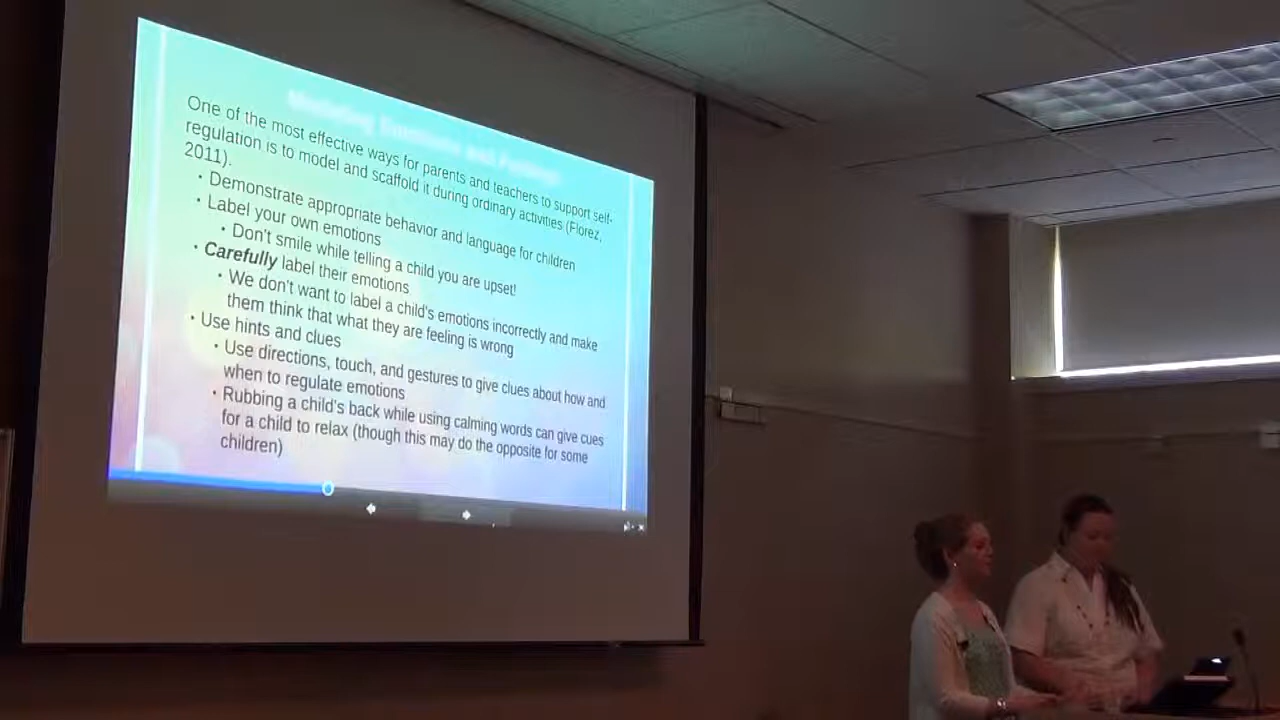 One of the most effective ways for parents and teachers to support self-
regulation is to model and scaffold it during ordinary activities (Florez,
2011).
• Demonstrate appropriate behavior and language for children
• Label your own emotions
• Don't smile while telling a child you are upset!
• Carefully label their emotions
• We don't want to label a child's emotions incorrectly and make
them think that what they are feeling is wrong
• Use hints and clues
• Use directions, touch, and gestures to give clues about how and
when to regulate emotions
• Rubbing a child's back while using calming words can give cues
for a child to relax (though this may do the opposite for some
children)